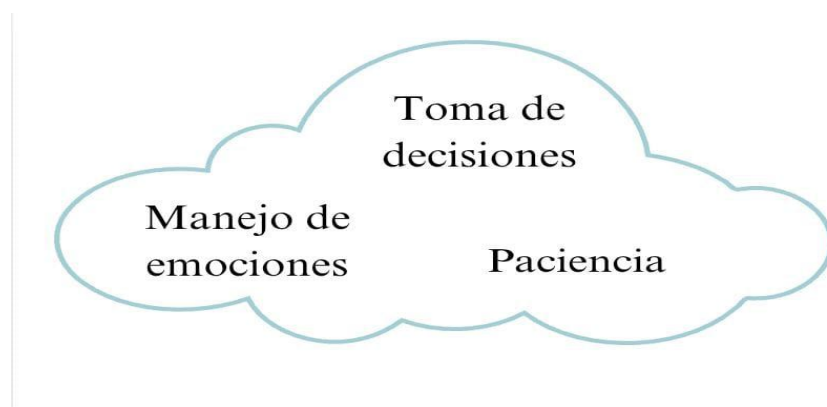 Toma de
decisiones
Manejo de
emociones
Paciencia